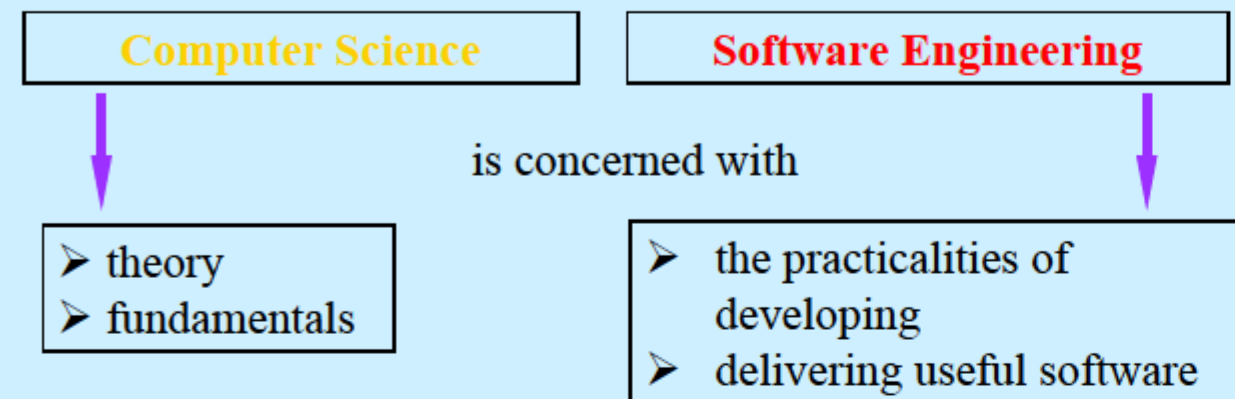 Computer Science
Software Engineering
is concerned with
➢ theory
➢ fundamentals
➢ the practicalities of
developing
➢ delivering useful software